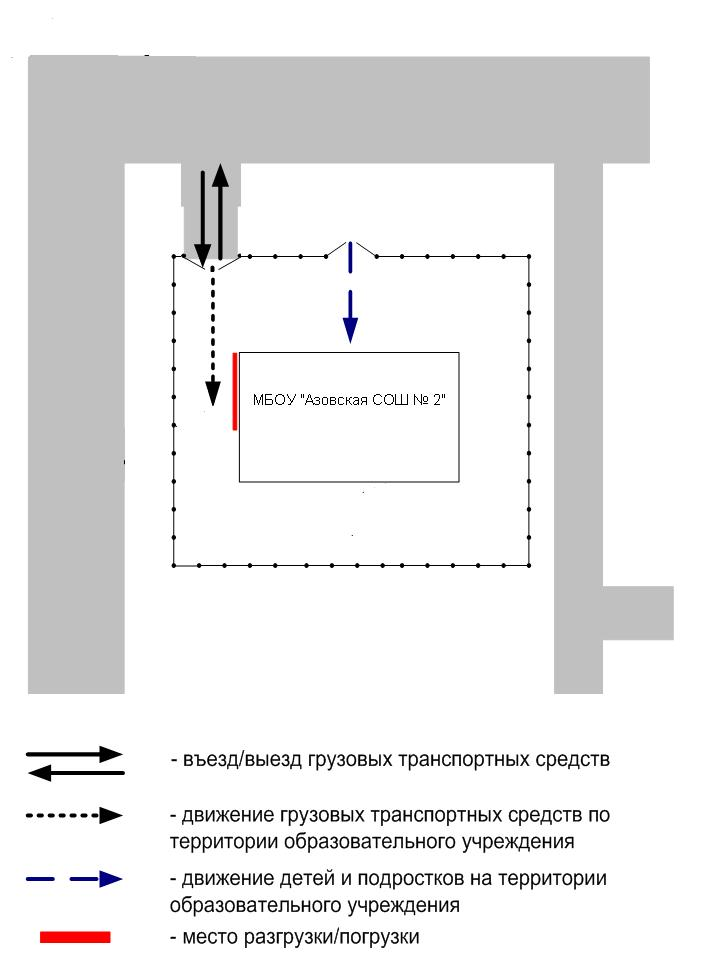 МБОУ "Азовская СОШ № 2"
- въезд/выезд грузовых транспортных средств
- движение грузовых транспортных средств по
территории образовательного учреждения
- движение детей и подростков на территории
образовательного учреждения
- место разгрузки/погрузки